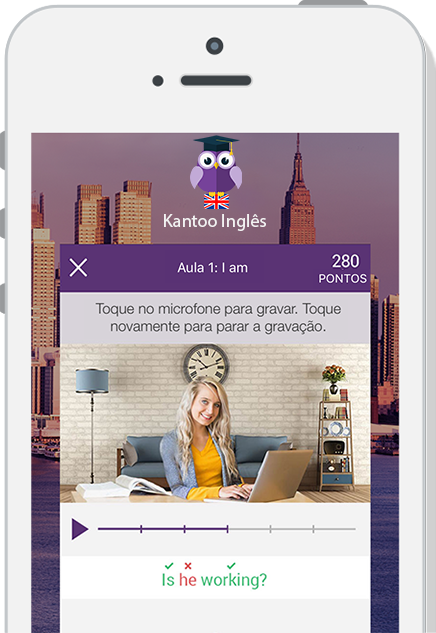 Kantoo Inglês
Aula 1: I am
280
PONTOS
Toque no microfone para gravar. Toque
novamente para parar a gravação.
Is he working?